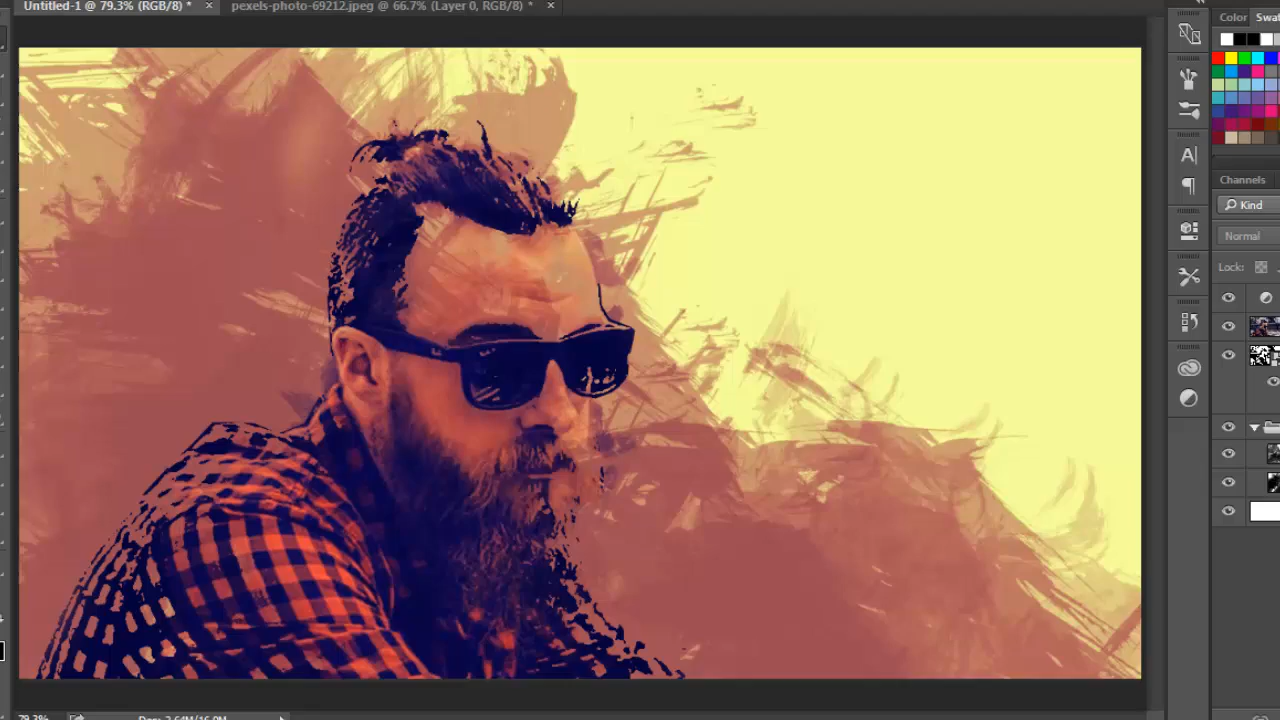 Untitled-1 @ 79.3% (RGB/8) *
pexels-photo-69212.jpeg @ 66.7% (Layer 0, RGB/8) *
Color
Swat
A
Channels
Kind
Normal
Lock:
79.3%
Doc: 2.64M/16.0M